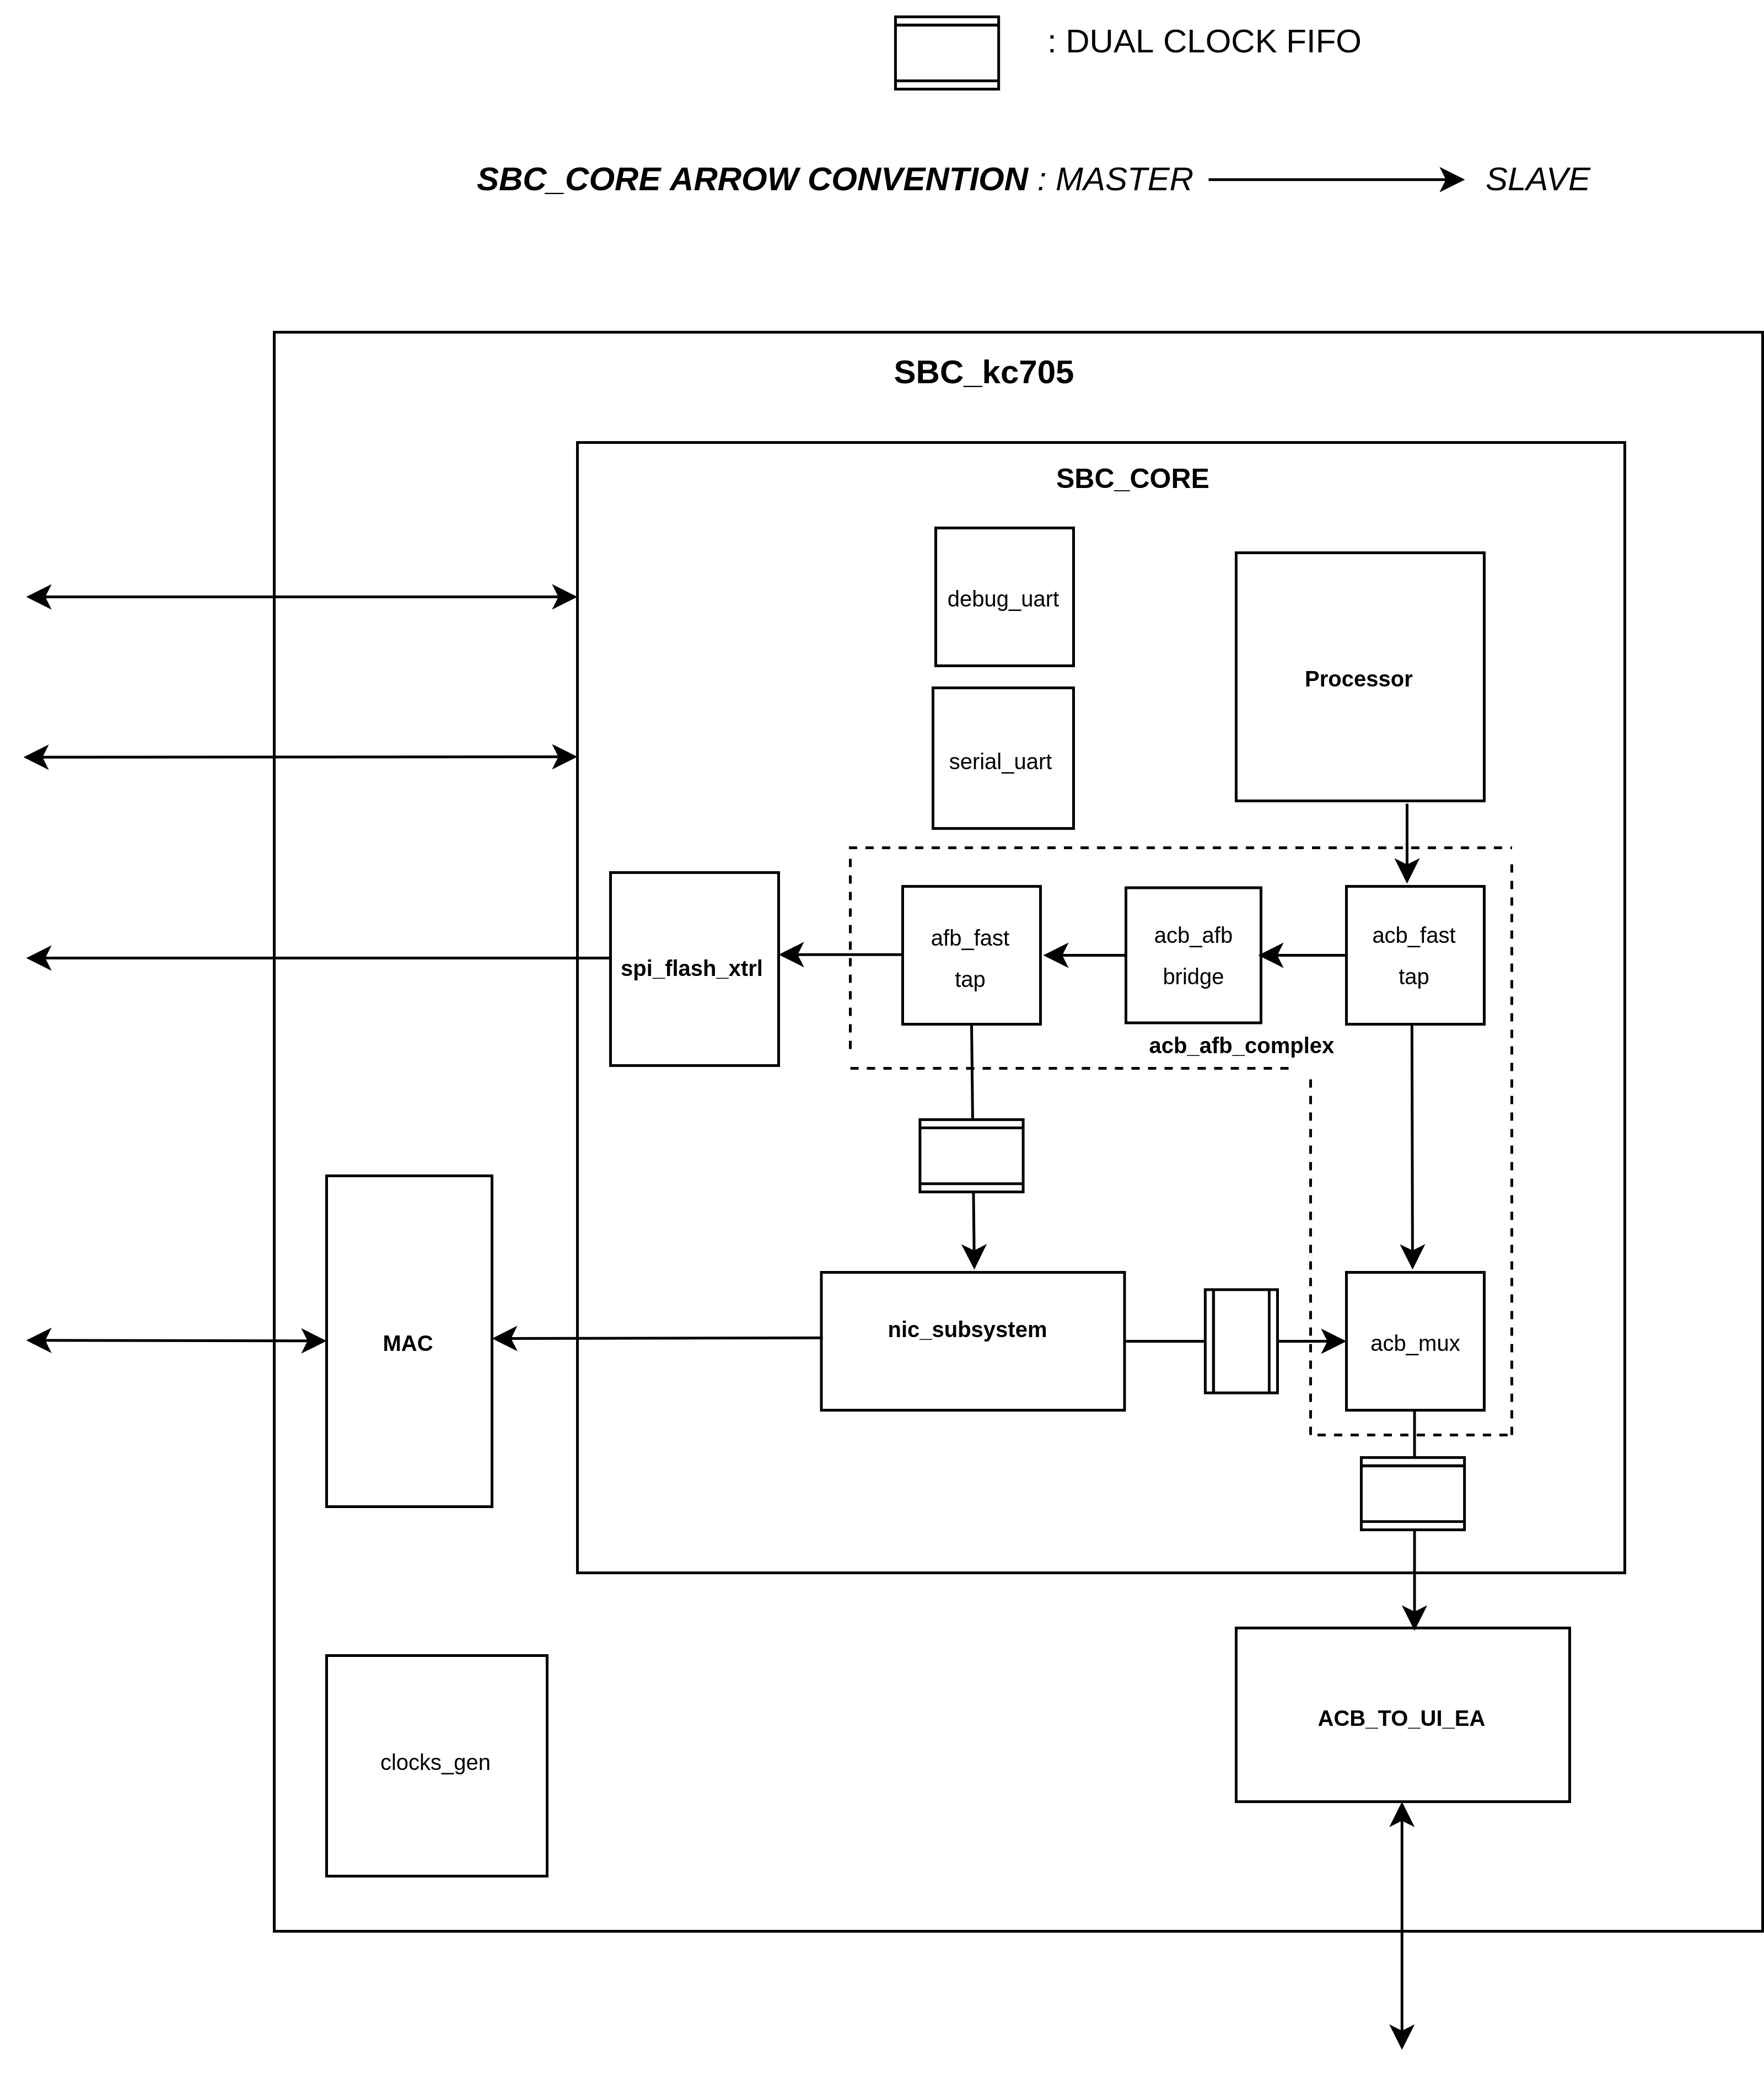 : DUAL CLOCK FIFO
SBC_CORE ARROW CONVENTION : MASTER SLAVE
SBC_kc705
SBC_CORE
debug_uart
Processor
serial_uart
spi_flash_xtrl
afb_fast
tap
acb_afb
bridge
acb_fast
tap
acb_afb_complex
MAC
nic_subsystem
acb_mux
clocks_gen
ACB_TO_UI_EA